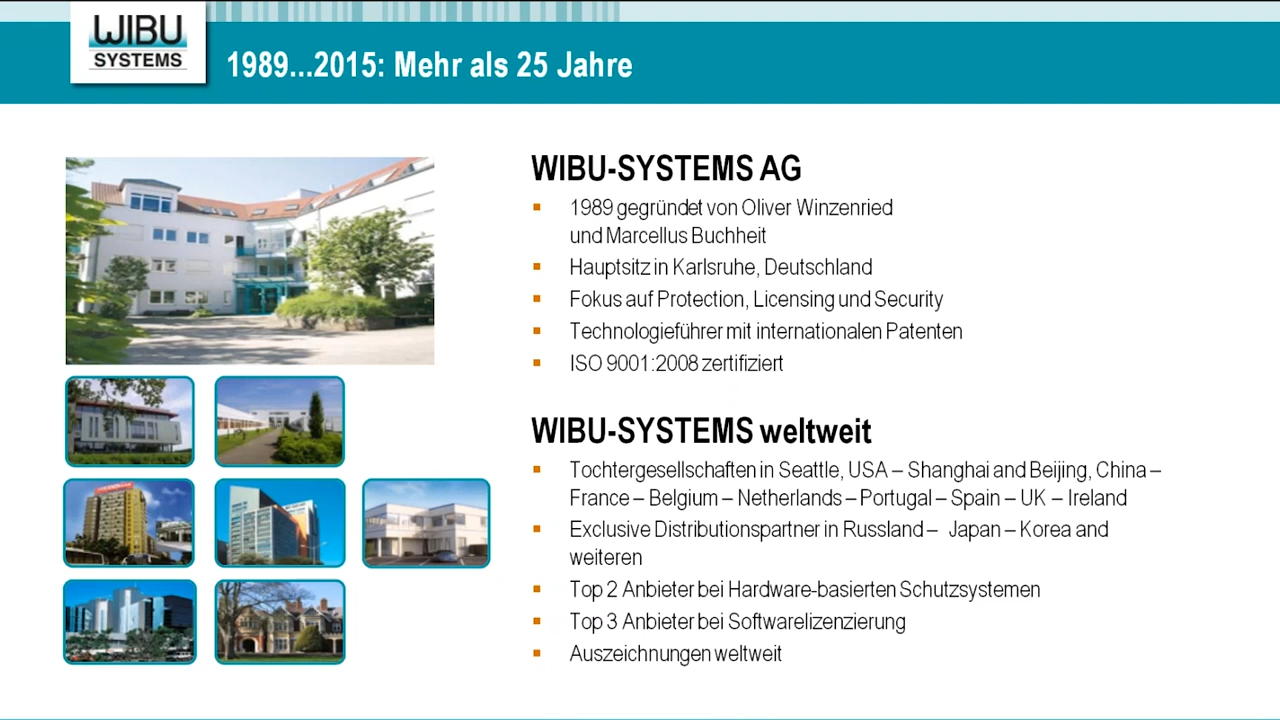 WIBU
SYSTEMS
1989...2015: Mehr als 25 Jahre
WIBU-SYSTEMS AG
1989 gegründet von Oliver Winzenried
und Marcellus Buchheit
Hauptsitz in Karlsruhe, Deutschland
Fokus auf Protection, Licensing und Security
Technologieführer mit internationalen Patenten
ISO 9001:2008 zertifiziert
WIBU-SYSTEMS weltweit
Tochtergesellschaften in Seattle, USA – Shanghai and Beijing, China –
France – Belgium – Netherlands – Portugal – Spain – UK – Ireland
Exclusive Distributionspartner in Russland – Japan – Korea and
weiteren
Top 2 Anbieter bei Hardware-basierten Schutzsystemen
Top 3 Anbieter bei Softwarelizenzierung
Auszeichnungen weltweit